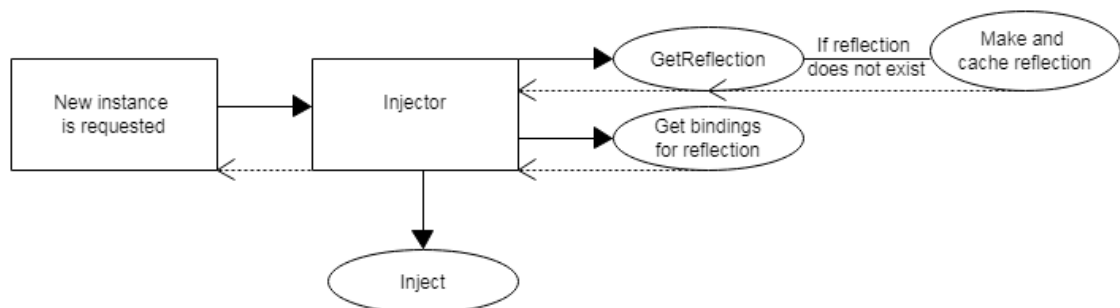 New instance
is requested
Injector
GetReflection
If reflection
does not exist
Make and
cache reflection
Get bindings
for reflection
Inject